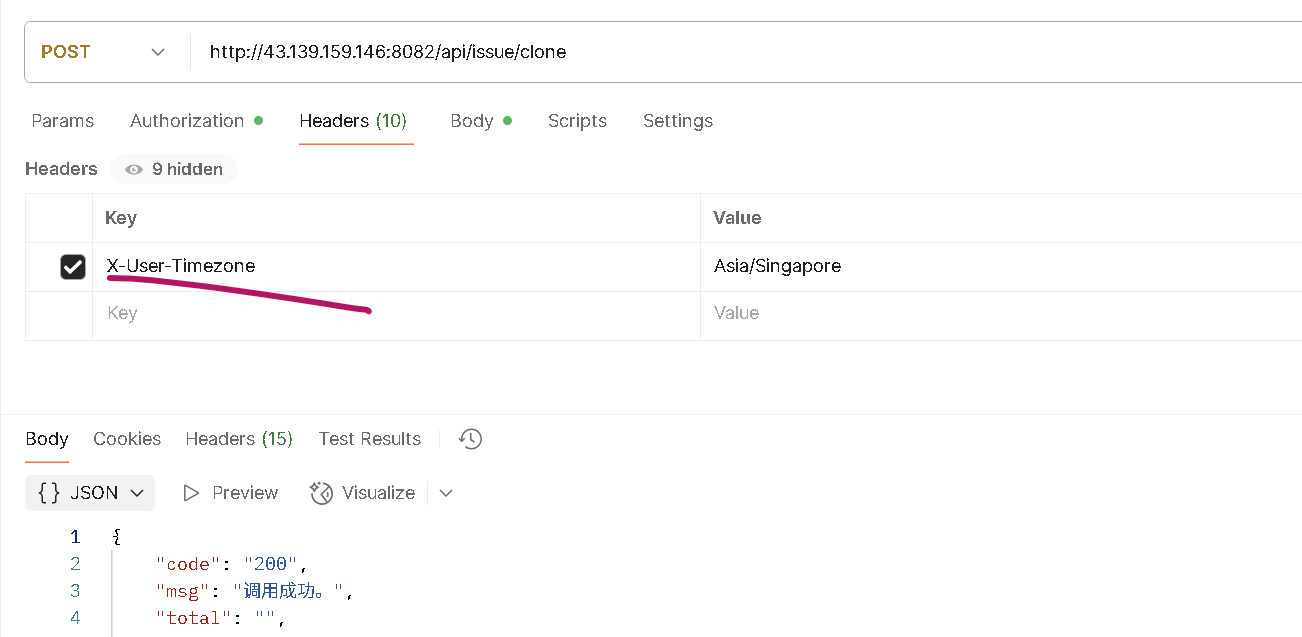 POST http://43.139.159.146:8082/api/issue/clone
Params Authorization Headers (10) Body Scripts Settings
Headers 9 hidden
Key Value
X-User-Timezone Asia/Singapore
Key Value
Body Cookies Headers (15) Test Results
{} JSON Preview Visualize
1 {
2 "code": "200",
3 "msg": "调用成功。",
4 "total": "",